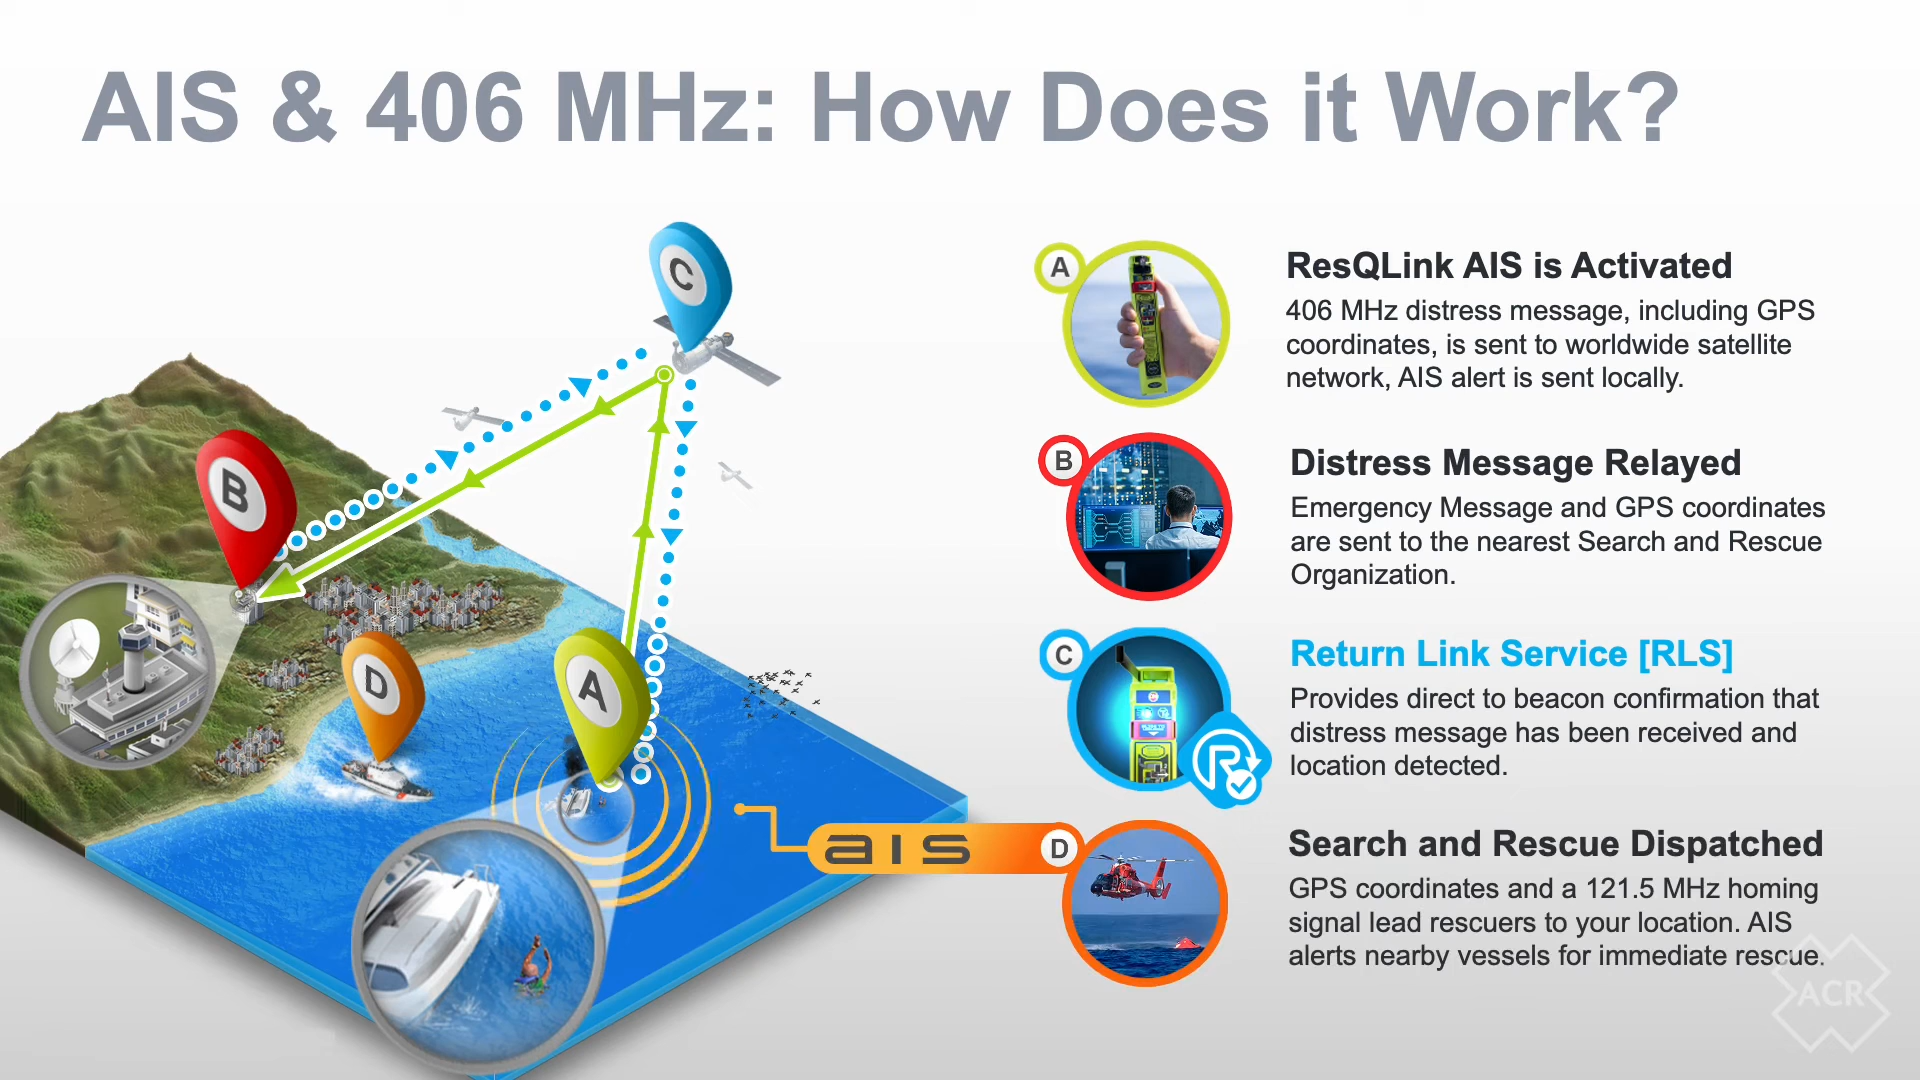 AIS & 406 MHz: How Does it Work?
C
B
D
A
ais
A
ResQLink AIS is Activated
406 MHz distress message, including GPS
coordinates, is sent to worldwide satellite
network, AIS alert is sent locally.
B
Distress Message Relayed
Emergency Message and GPS coordinates
are sent to the nearest Search and Rescue
Organization.
C
Return Link Service [RLS]
Provides direct to beacon confirmation that
distress message has been received and
location detected.
R
D
Search and Rescue Dispatched
GPS coordinates and a 121.5 MHz homing
signal lead rescuers to your location. AIS
alerts nearby vessels for immediate rescue.
ACR